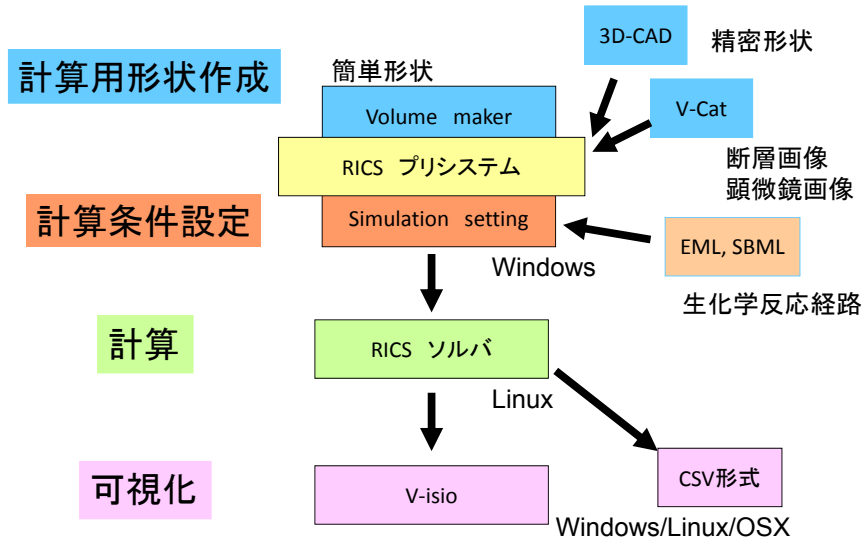 3D-CAD
精密形状
計算用形状作成
簡単形状
Volume maker
V-Cat
RICS プリシステム
断層画像
顕微鏡画像
計算条件設定
Simulation setting
EML, SBML
Windows
生化学反応経路
計算
RICS ソルバ
Linux
可視化
V-isio
CSV形式
Windows/Linux/OSX